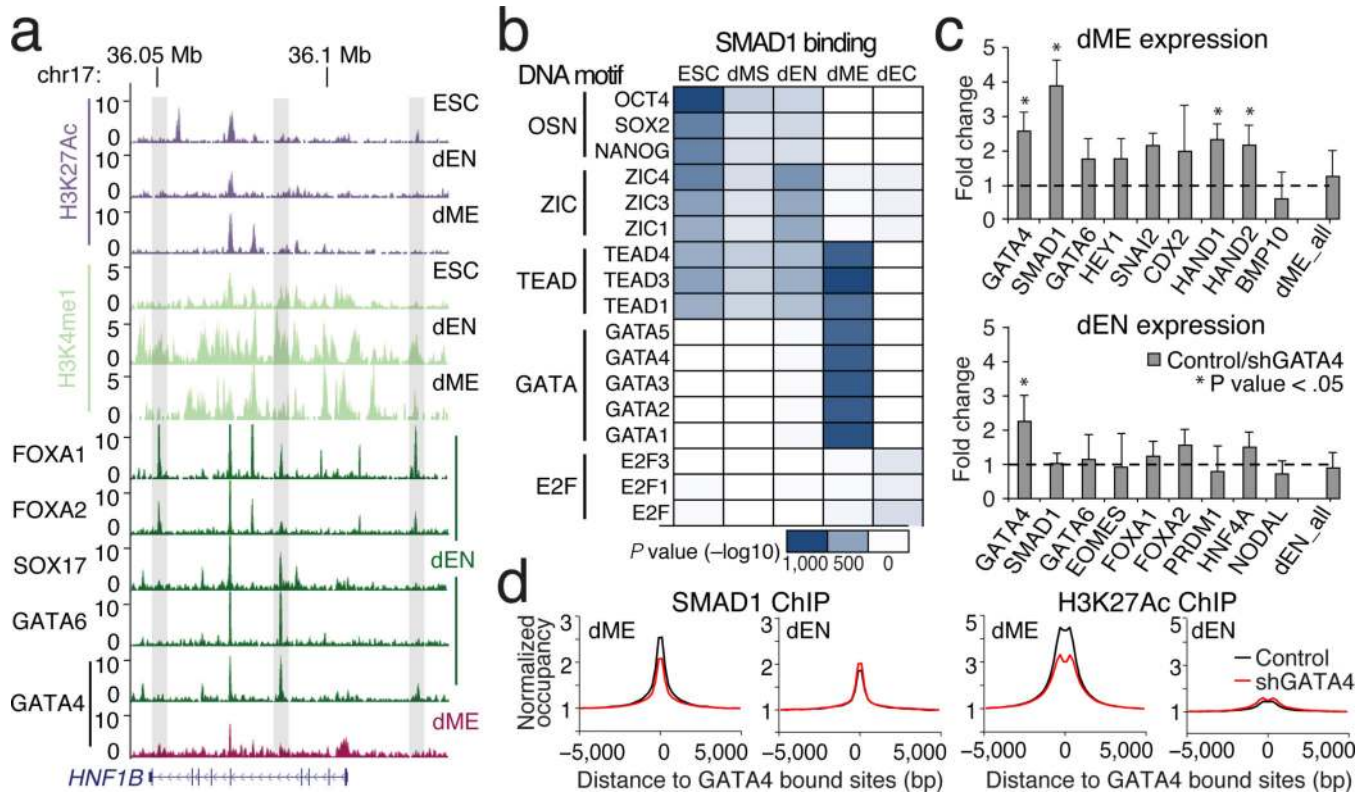 a
36.05 Mb
36.1 Mb
chr17:
H3K27Ac
10
0
ESC
10
0
dEN
10
0
dME
H3K4me1
5
0
ESC
5
0
dEN
5
0
dME
FOXA1
10
0
FOXA2
10
0
SOX17
10
0
dEN
GATA6
10
0
GATA4
10
0
10
0
dME
HNF1B
b
SMAD1 binding
DNA motif
ESC dMS dEN dME dEC
OSN
OCT4
SOX2
NANOG
ZIC
ZIC4
ZIC3
ZIC1
TEAD
TEAD4
TEAD3
TEAD1
GATA
GATA5
GATA4
GATA3
GATA2
GATA1
E2F
E2F3
E2F1
E2F
P value (–log10)
1,000 500 0
c
dME expression
Fold change
5
4
3
2
1
0
* * * *
GATA4
SMAD1
GATA6
HEY1
SNAI2
CDX2
HAND1
HAND2
BMP10
dME_all
dEN expression
Control/shGATA4
* P value < .05
Fold change
5
4
3
2
1
0
*
GATA4
SMAD1
GATA6
EOMES
FOXA1
FOXA2
PRDM1
HNF4A
NODAL
dEN_all
d
SMAD1 ChIP
Normalized
occupancy
dME
3
2
1
dEN
3
2
1
–5,000 0 5,000
–5,000 0 5,000
Distance to GATA4 bound sites (bp)
H3K27Ac ChIP
dME
5
3
1
dEN
5
3
1
Control
shGATA4
–5,000 0 5,000
–5,000 0 5,000
Distance to GATA4 bound sites (bp)